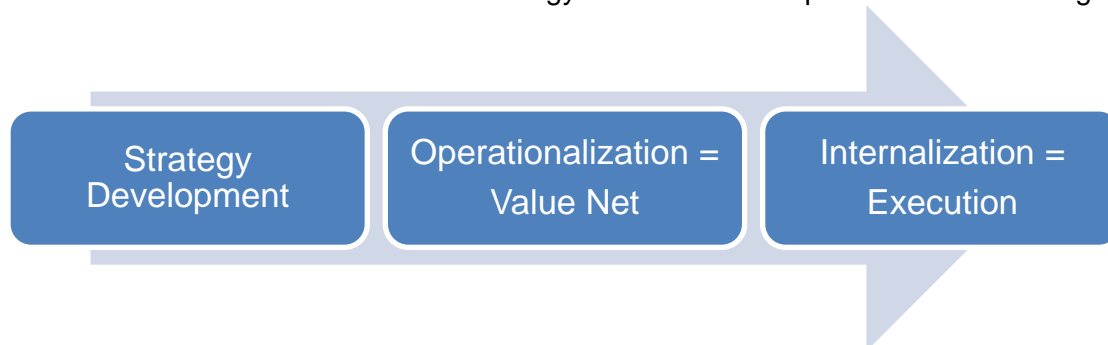 Strategy
Development
Operationalization =
Value Net
Internalization =
Execution